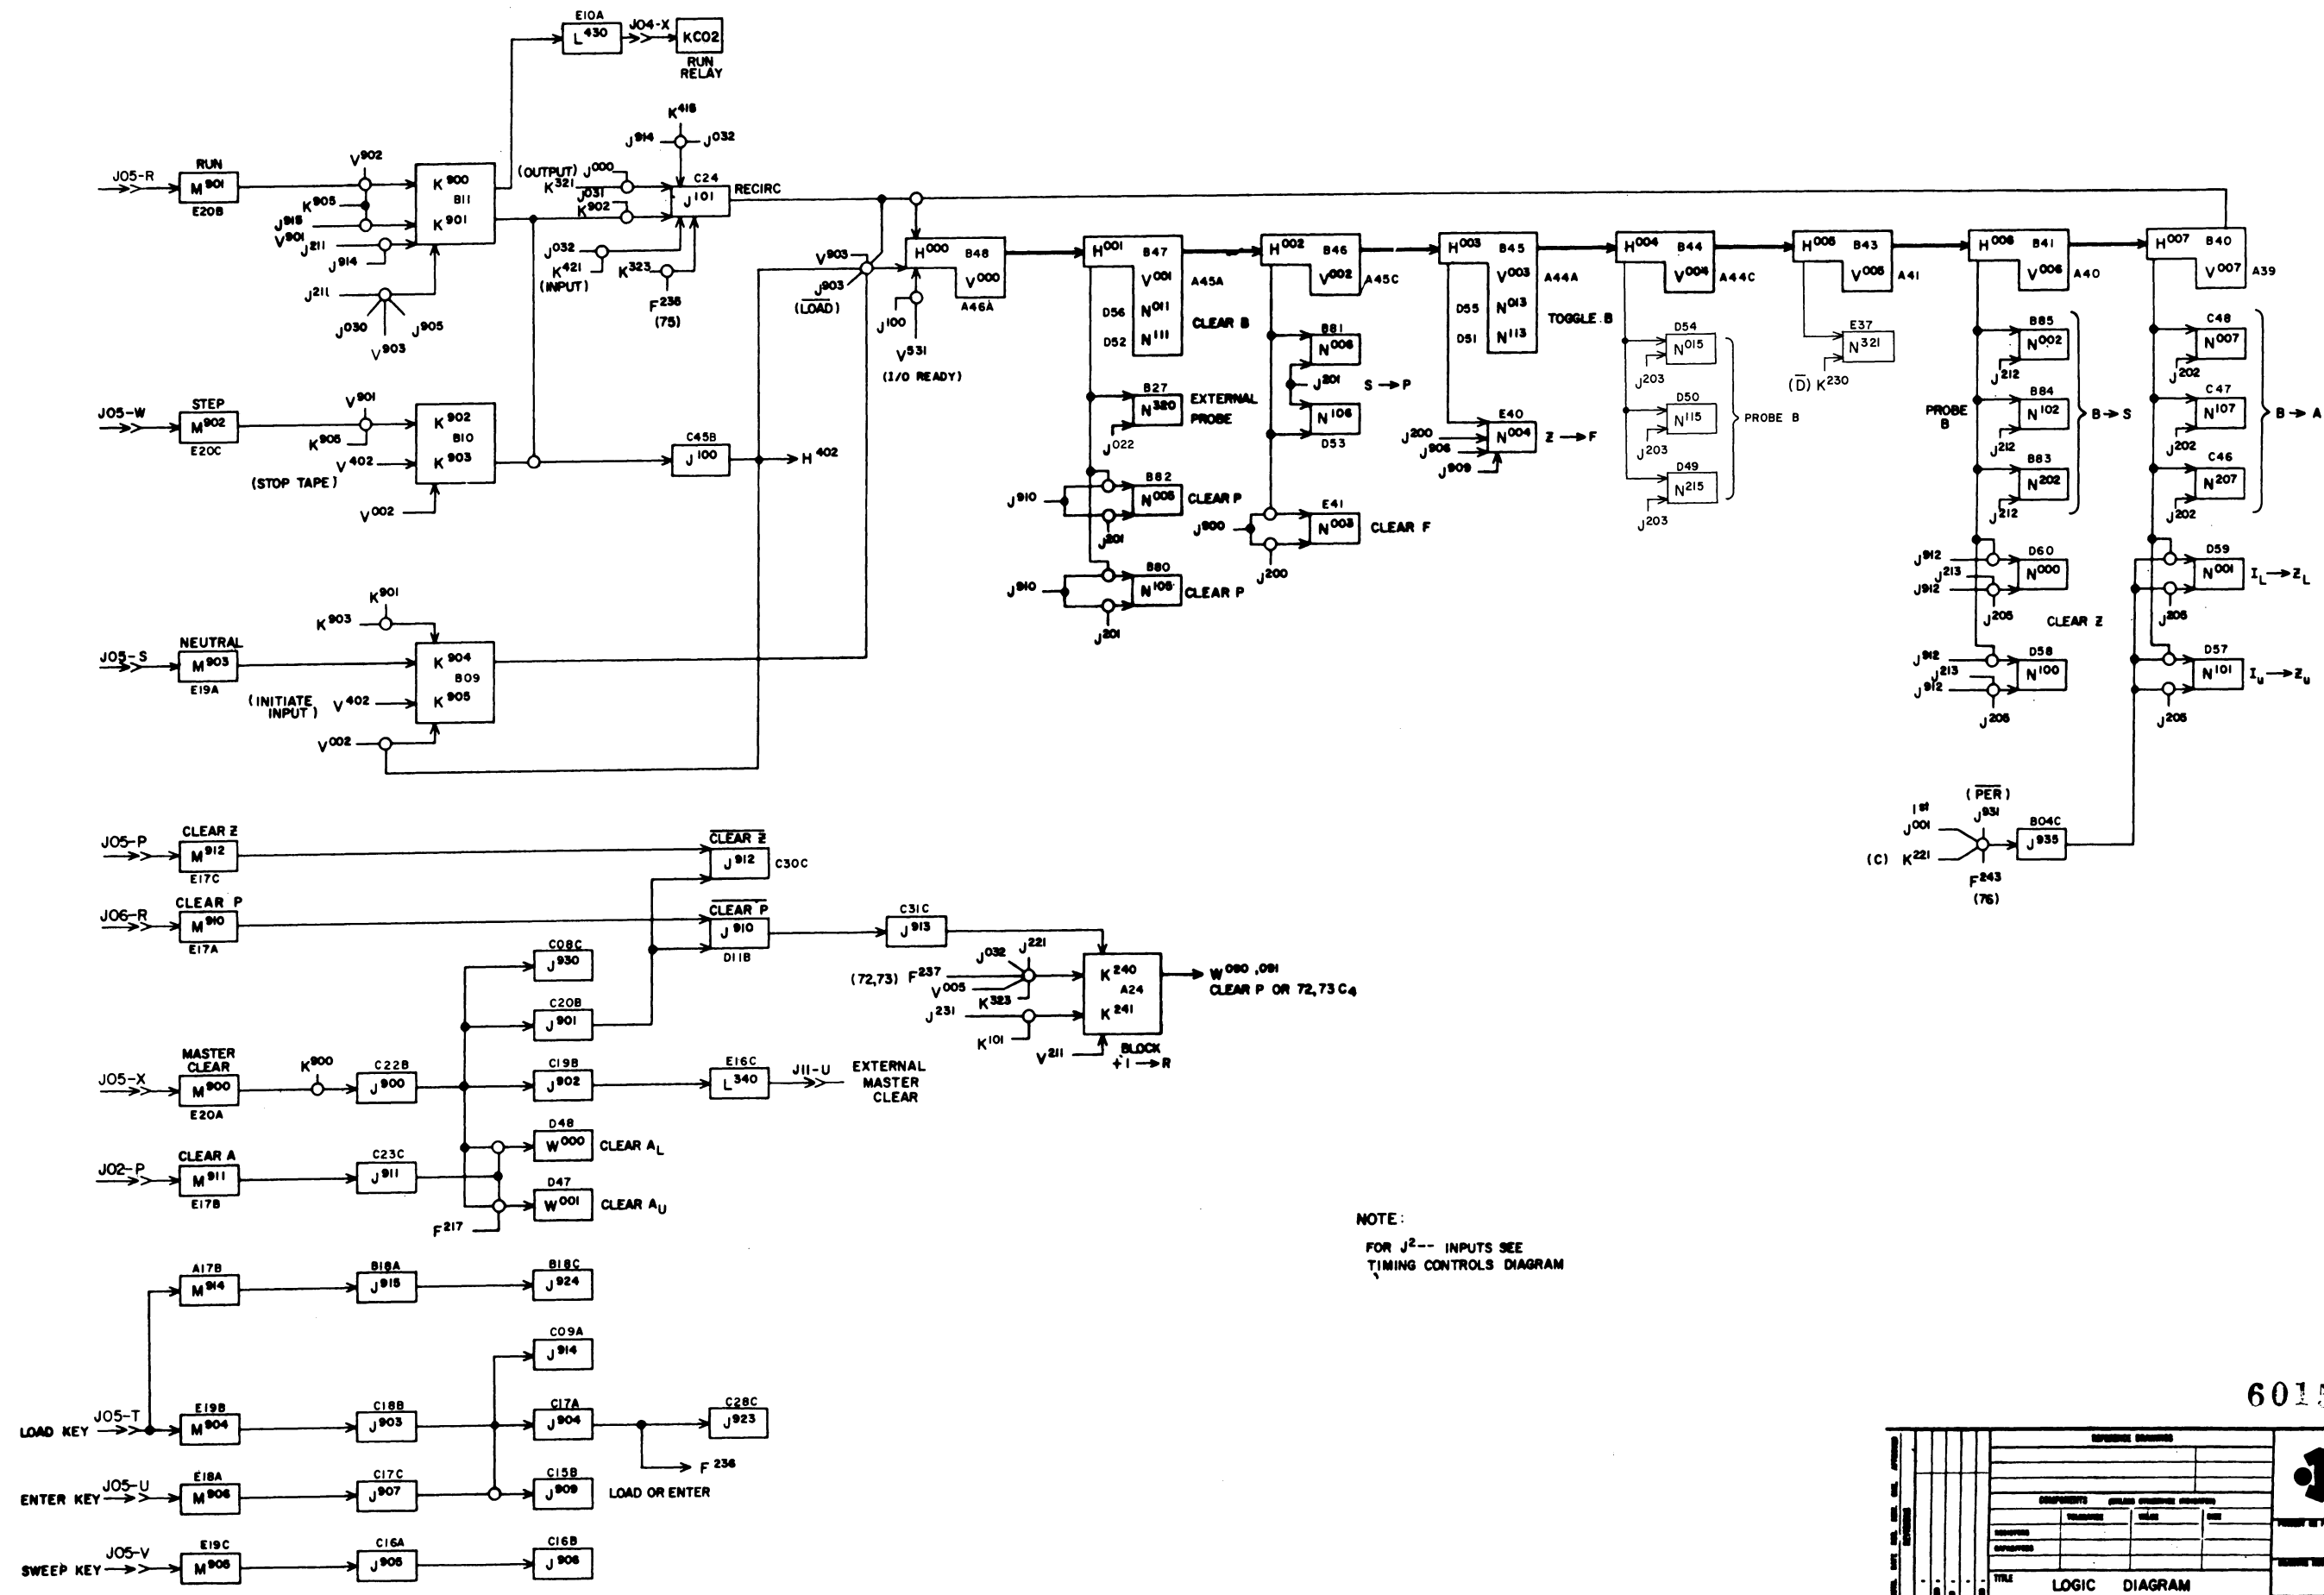 E10A
L430
J04-X
KC02
RUN
RELAY
K418
J914
J032
V902
(OUTPUT) J000
K321
J031
K902
C24
J101
RECIRC
J05-R
RUN
M901
E20B
K905
J915
V901
J211
J914
K900
B11
K901
J211
J030
V903
J905
J032
K421
(INPUT)
K323
F235
(75)
V903
J903
(LOAD)
H000
B48
V000
A46A
J100
V531
(I/O READY)
H001
B47
V001
A45A
D56
N011
CLEAR B
D52
N111
H002
B46
V002
A45C
H003
B45
V003
A44A
D55
N013
TOGGLE B
D51
N113
H004
B44
V004
A44C
H005
B43
V005
A41
H006
B41
V006
A40
H007
B40
V007
A39
B27
N320
EXTERNAL
PROBE
J022
B82
J910
N005
CLEAR P
J201
B80
J910
N105
CLEAR P
J201
B81
N006
J201
S → P
N106
D53
E41
J900
N003
CLEAR F
J200
E40
J200
N004
Z → F
J906
J909
D54
N015
J203
D50
N115
PROBE B
J203
D49
N215
J203
E37
N321
(D) K230
B85
N002
J212
PROBE
B
B84
N102
B → S
J212
B83
N202
J212
J912
D60
J213
N000
J912
J205
CLEAR Z
J912
D58
J213
N100
J912
J205
C48
N007
J202
C47
N107
B → A
J202
C46
N207
J202
D59
N001
IL → ZL
J205
D57
N101
Iu → Zu
J205
J05-W
STEP
M902
E20C
V901
K905
V402
(STOP TAPE)
K902
B10
K903
V002
C45B
J100
H402
J05-S
NEUTRAL
M903
E19A
K901
K903
K904
B09
K905
(INITIATE
INPUT)
V402
V002
1st
J001
(PER)
J931
B04C
J935
(C) K221
F243
(76)
J05-P
CLEAR Z
M912
E17C
CLEAR Z
J912
C30C
J06-R
CLEAR P
M910
E17A
CLEAR P
J910
D11B
C31C
J913
C08C
J930
C20B
J901
J032
J221
(72,73) F237
V005
K323
J231
K101
K240
A24
K241
V211
BLOCK
+1 → R
W090 ,091
CLEAR P OR 72,73 C4
J05-X
MASTER
CLEAR
M900
E20A
K900
C22B
J900
C19B
J902
E16C
L340
J11-U
EXTERNAL
MASTER
CLEAR
D48
W000
CLEAR AL
J02-P
CLEAR A
M911
E17B
C23C
J911
D47
W001
CLEAR AU
F217
NOTE:
FOR J2-- INPUTS SEE
TIMING CONTROLS DIAGRAM
A17B
M914
B18A
J915
B18C
J924
C09A
J914
LOAD KEY
J05-T
E19B
M904
C18B
J903
C17A
J904
C28C
J923
F236
ENTER KEY
J05-U
E18A
M906
C17C
J907
C15B
J909
LOAD OR ENTER
SWEEP KEY
J05-V
E19C
M905
C16A
J905
C16B
J906
6015
REFERENCE DRAWINGS
COMPONENTS
TOLERANCE
VALUE
SIZE
RESISTORS
CAPACITORS
TITLE
LOGIC DIAGRAM